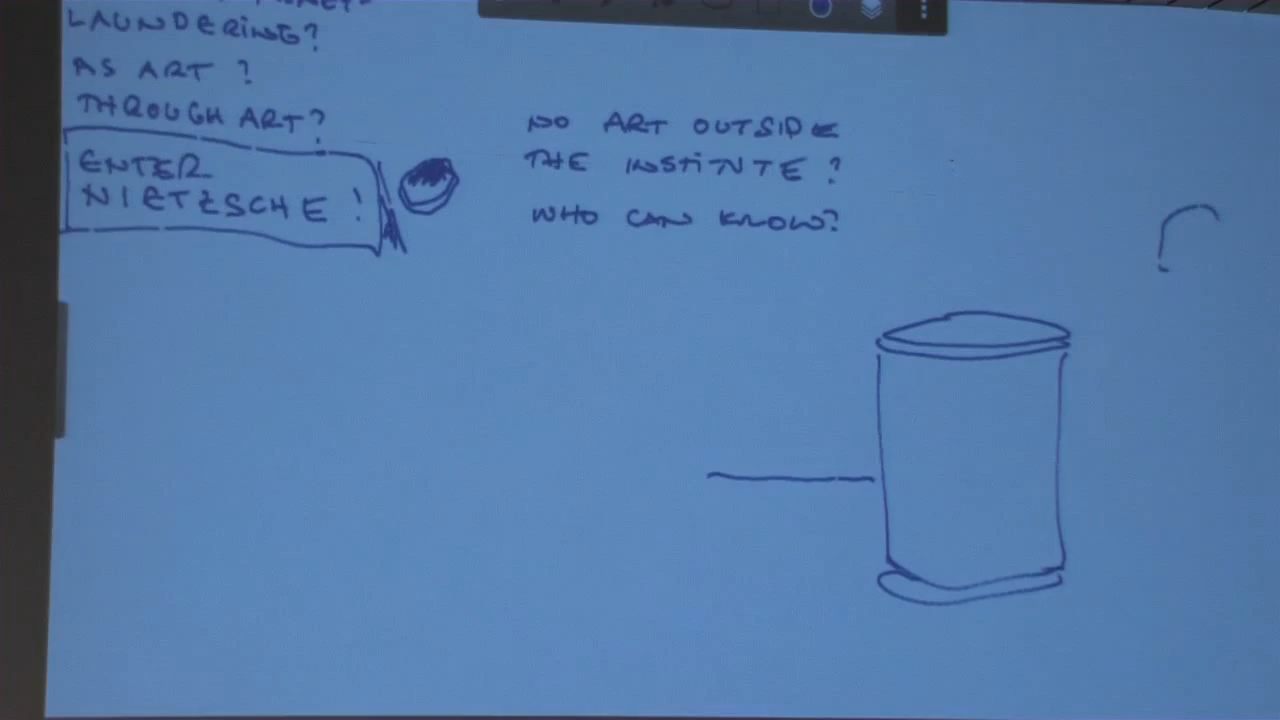 LAUNDERING?
AS ART ?
THROUGH ART?
ENTER
NIETZSCHE !
NO ART OUTSIDE
THE INSTITUTE ?
WHO CAN KNOW?